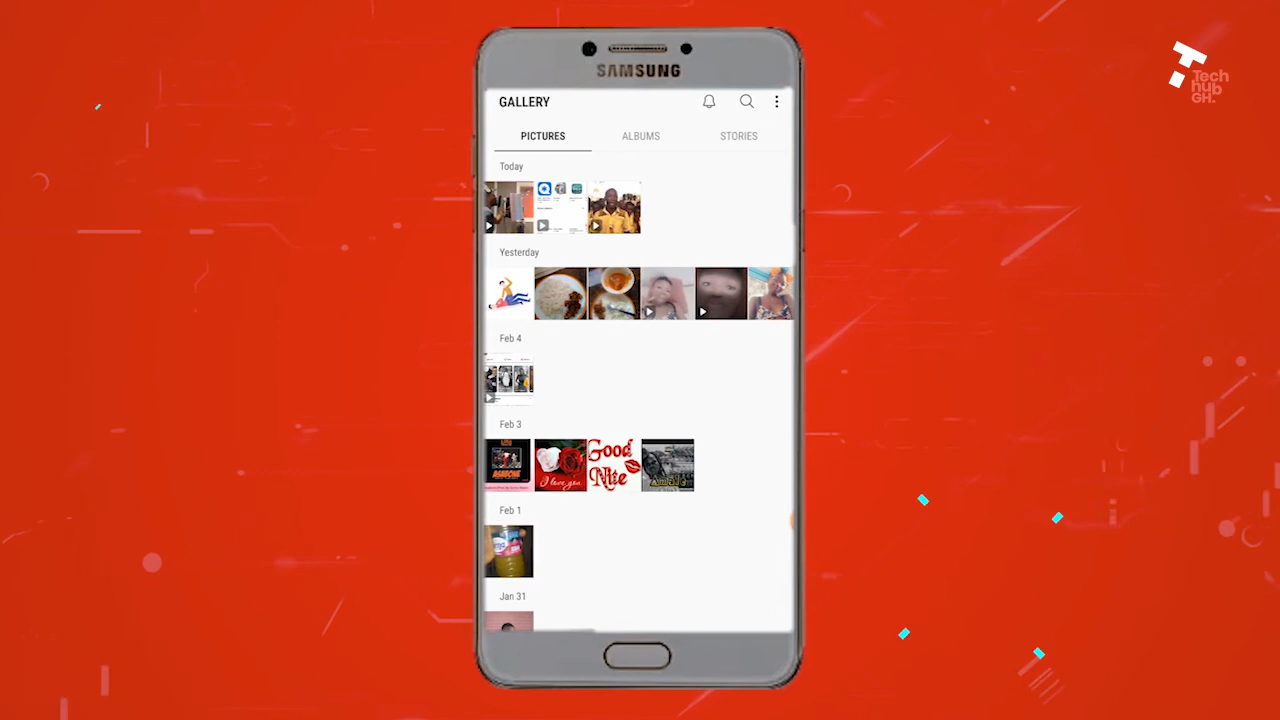 SAMSUNG
Tech
hub
GH.
GALLERY
PICTURES ALBUMS STORIES
Today
Yesterday
Feb 4
Feb 3
I love you
Good
Nite
Feb 1
Jan 31